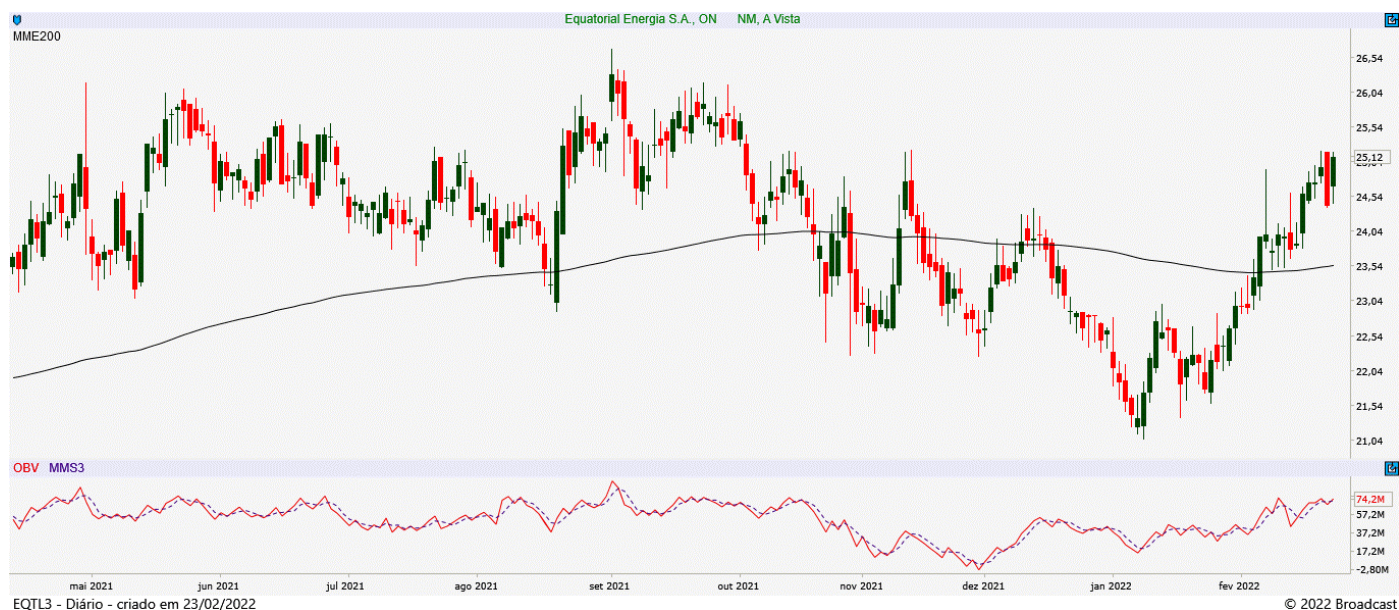 Equatorial Energia S.A., ON NM, A Vista
MME200
26,54
26,04
25,54
25,12
24,54
24,04
23,54
23,04
22,54
22,04
21,54
21,04
OBV MMS3
74,2M
57,2M
37,2M
17,2M
-2,80M
mai 2021 jun 2021 jul 2021 ago 2021 set 2021 out 2021 nov 2021 dez 2021 jan 2022 fev 2022
EQTL3 - Diário - criado em 23/02/2022 © 2022 Broadcast